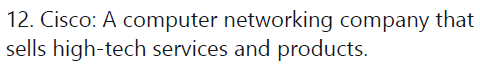 12. Cisco: A computer networking company that
sells high-tech services and products.